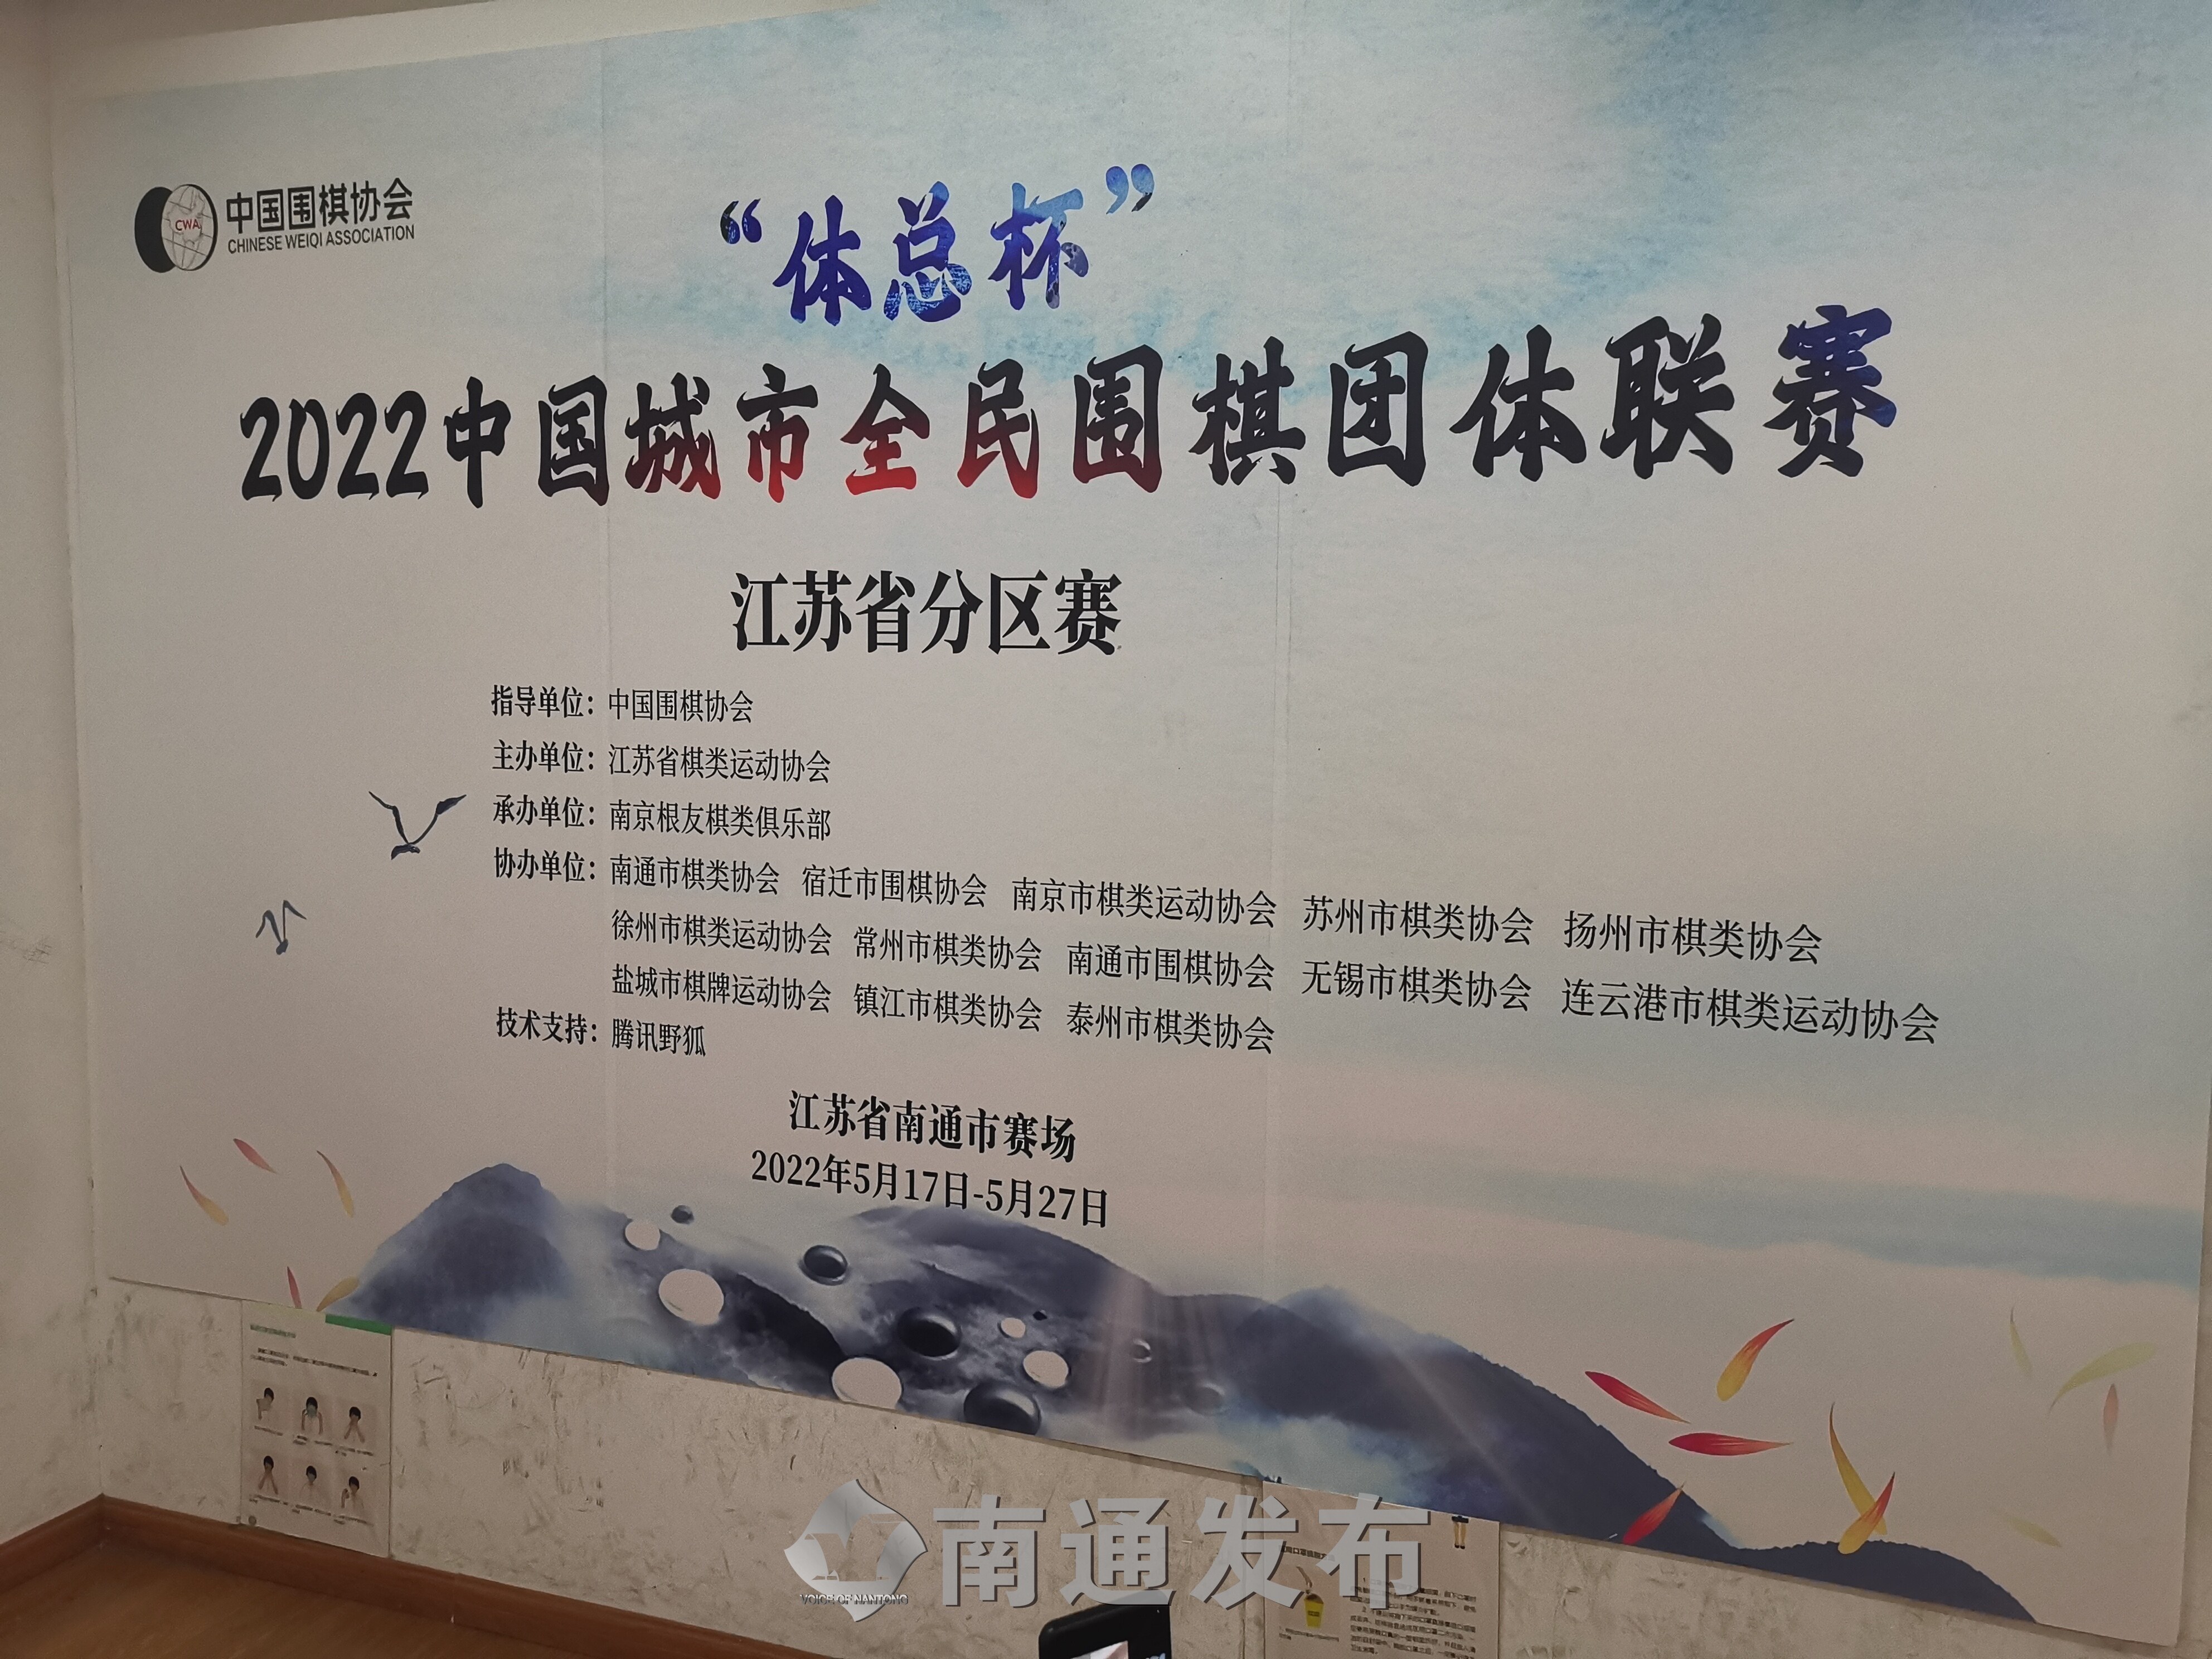 中国围棋协会
CWA
CHINESE WEIQI ASSOCIATION
“体总杯”
2022中国城市全民围棋团体联赛
江苏省分区赛
指导单位：中国围棋协会
主办单位：江苏省棋类运动协会
承办单位：南京根友棋类俱乐部
协办单位：南通市棋类协会 宿迁市围棋协会 南京市棋类运动协会 苏州市棋类协会 扬州市棋类协会
徐州市棋类运动协会 常州市棋类协会 南通市围棋协会 无锡市棋类协会 连云港市棋类运动协会
盐城市棋牌运动协会 镇江市棋类协会 泰州市棋类协会
技术支持：腾讯野狐
江苏省南通市赛场
2022年5月17日-5月27日
南通发布
VOICE OF NANTONG